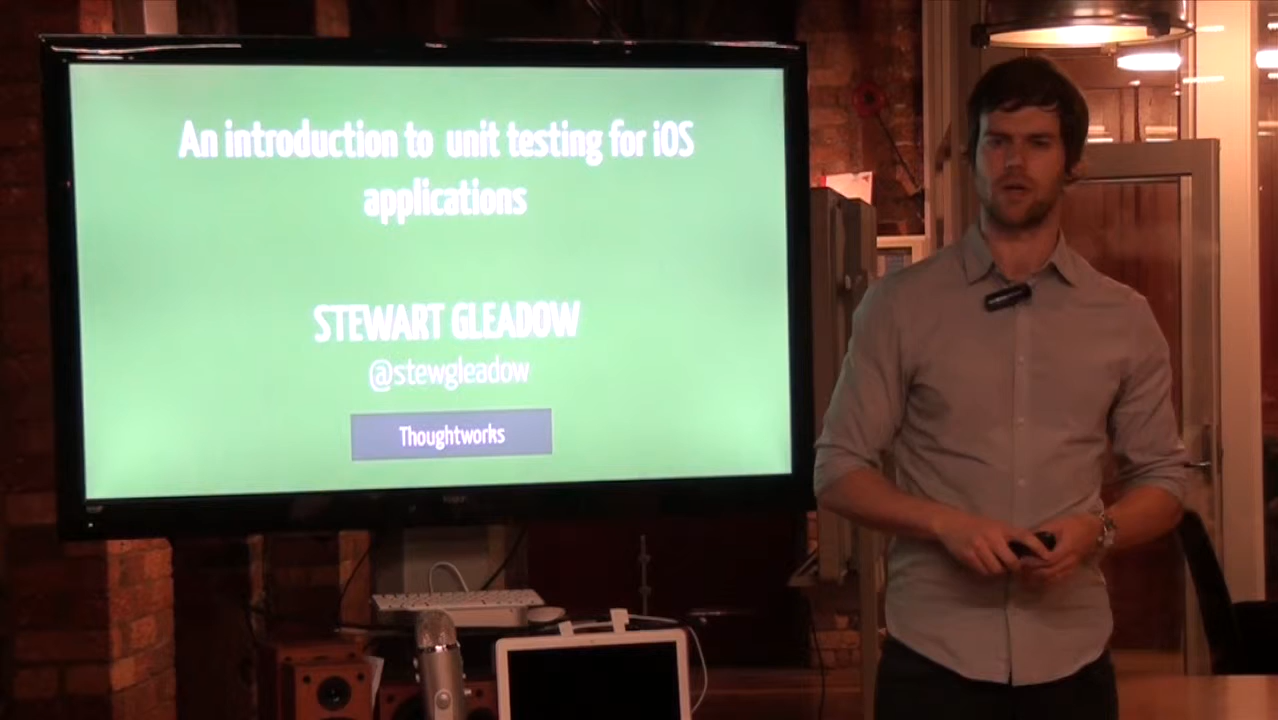 An introduction to unit testing for iOS
applications
STEWART GLEADOW
@stewgleadow
Thoughtworks